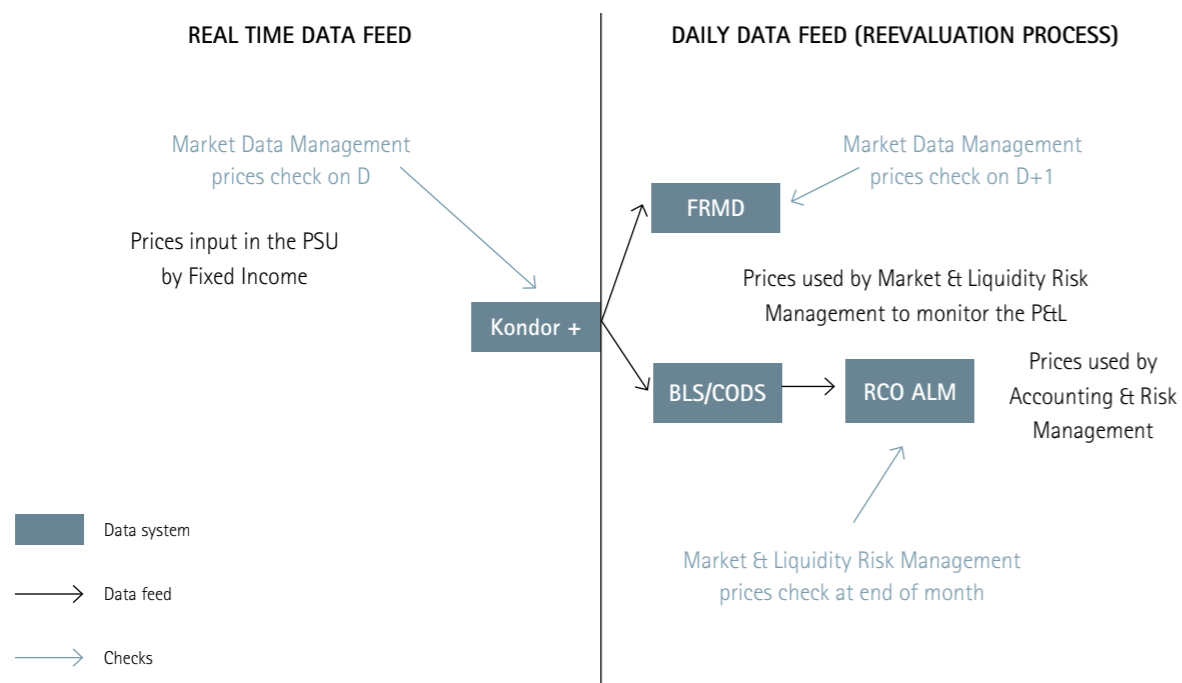 REAL TIME DATA FEED
Market Data Management
prices check on D
Prices input in the PSU
by Fixed Income
Kondor +
DAILY DATA FEED (REEVALUATION PROCESS)
Market Data Management
prices check on D+1
FRMD
Prices used by Market & Liquidity Risk
Management to monitor the P&L
BLS/CODS
RCO ALM
Prices used by
Accounting & Risk
Management
Market & Liquidity Risk Management
prices check at end of month
Data system
Data feed
Checks